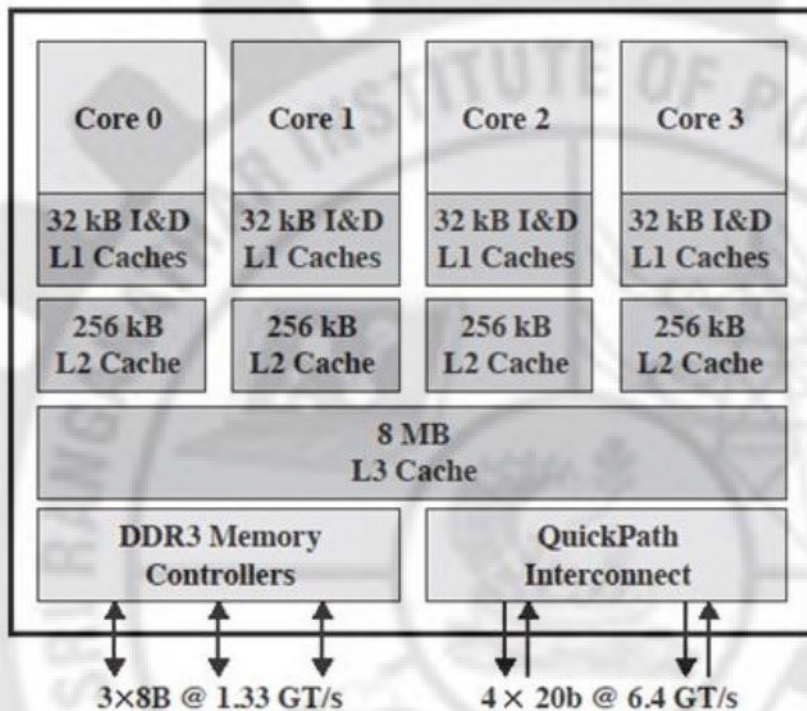 Core 0
Core 1
Core 2
Core 3
32 kB I&D
L1 Caches
32 kB I&D
L1 Caches
32 kB I&D
L1 Caches
32 kB I&D
L1 Caches
256 kB
L2 Cache
256 kB
L2 Cache
256 kB
L2 Cache
256 kB
L2 Cache
8 MB
L3 Cache
DDR3 Memory
Controllers
QuickPath
Interconnect
3×8B @ 1.33 GT/s
4 × 20b @ 6.4 GT/s
INSTITUTE OF